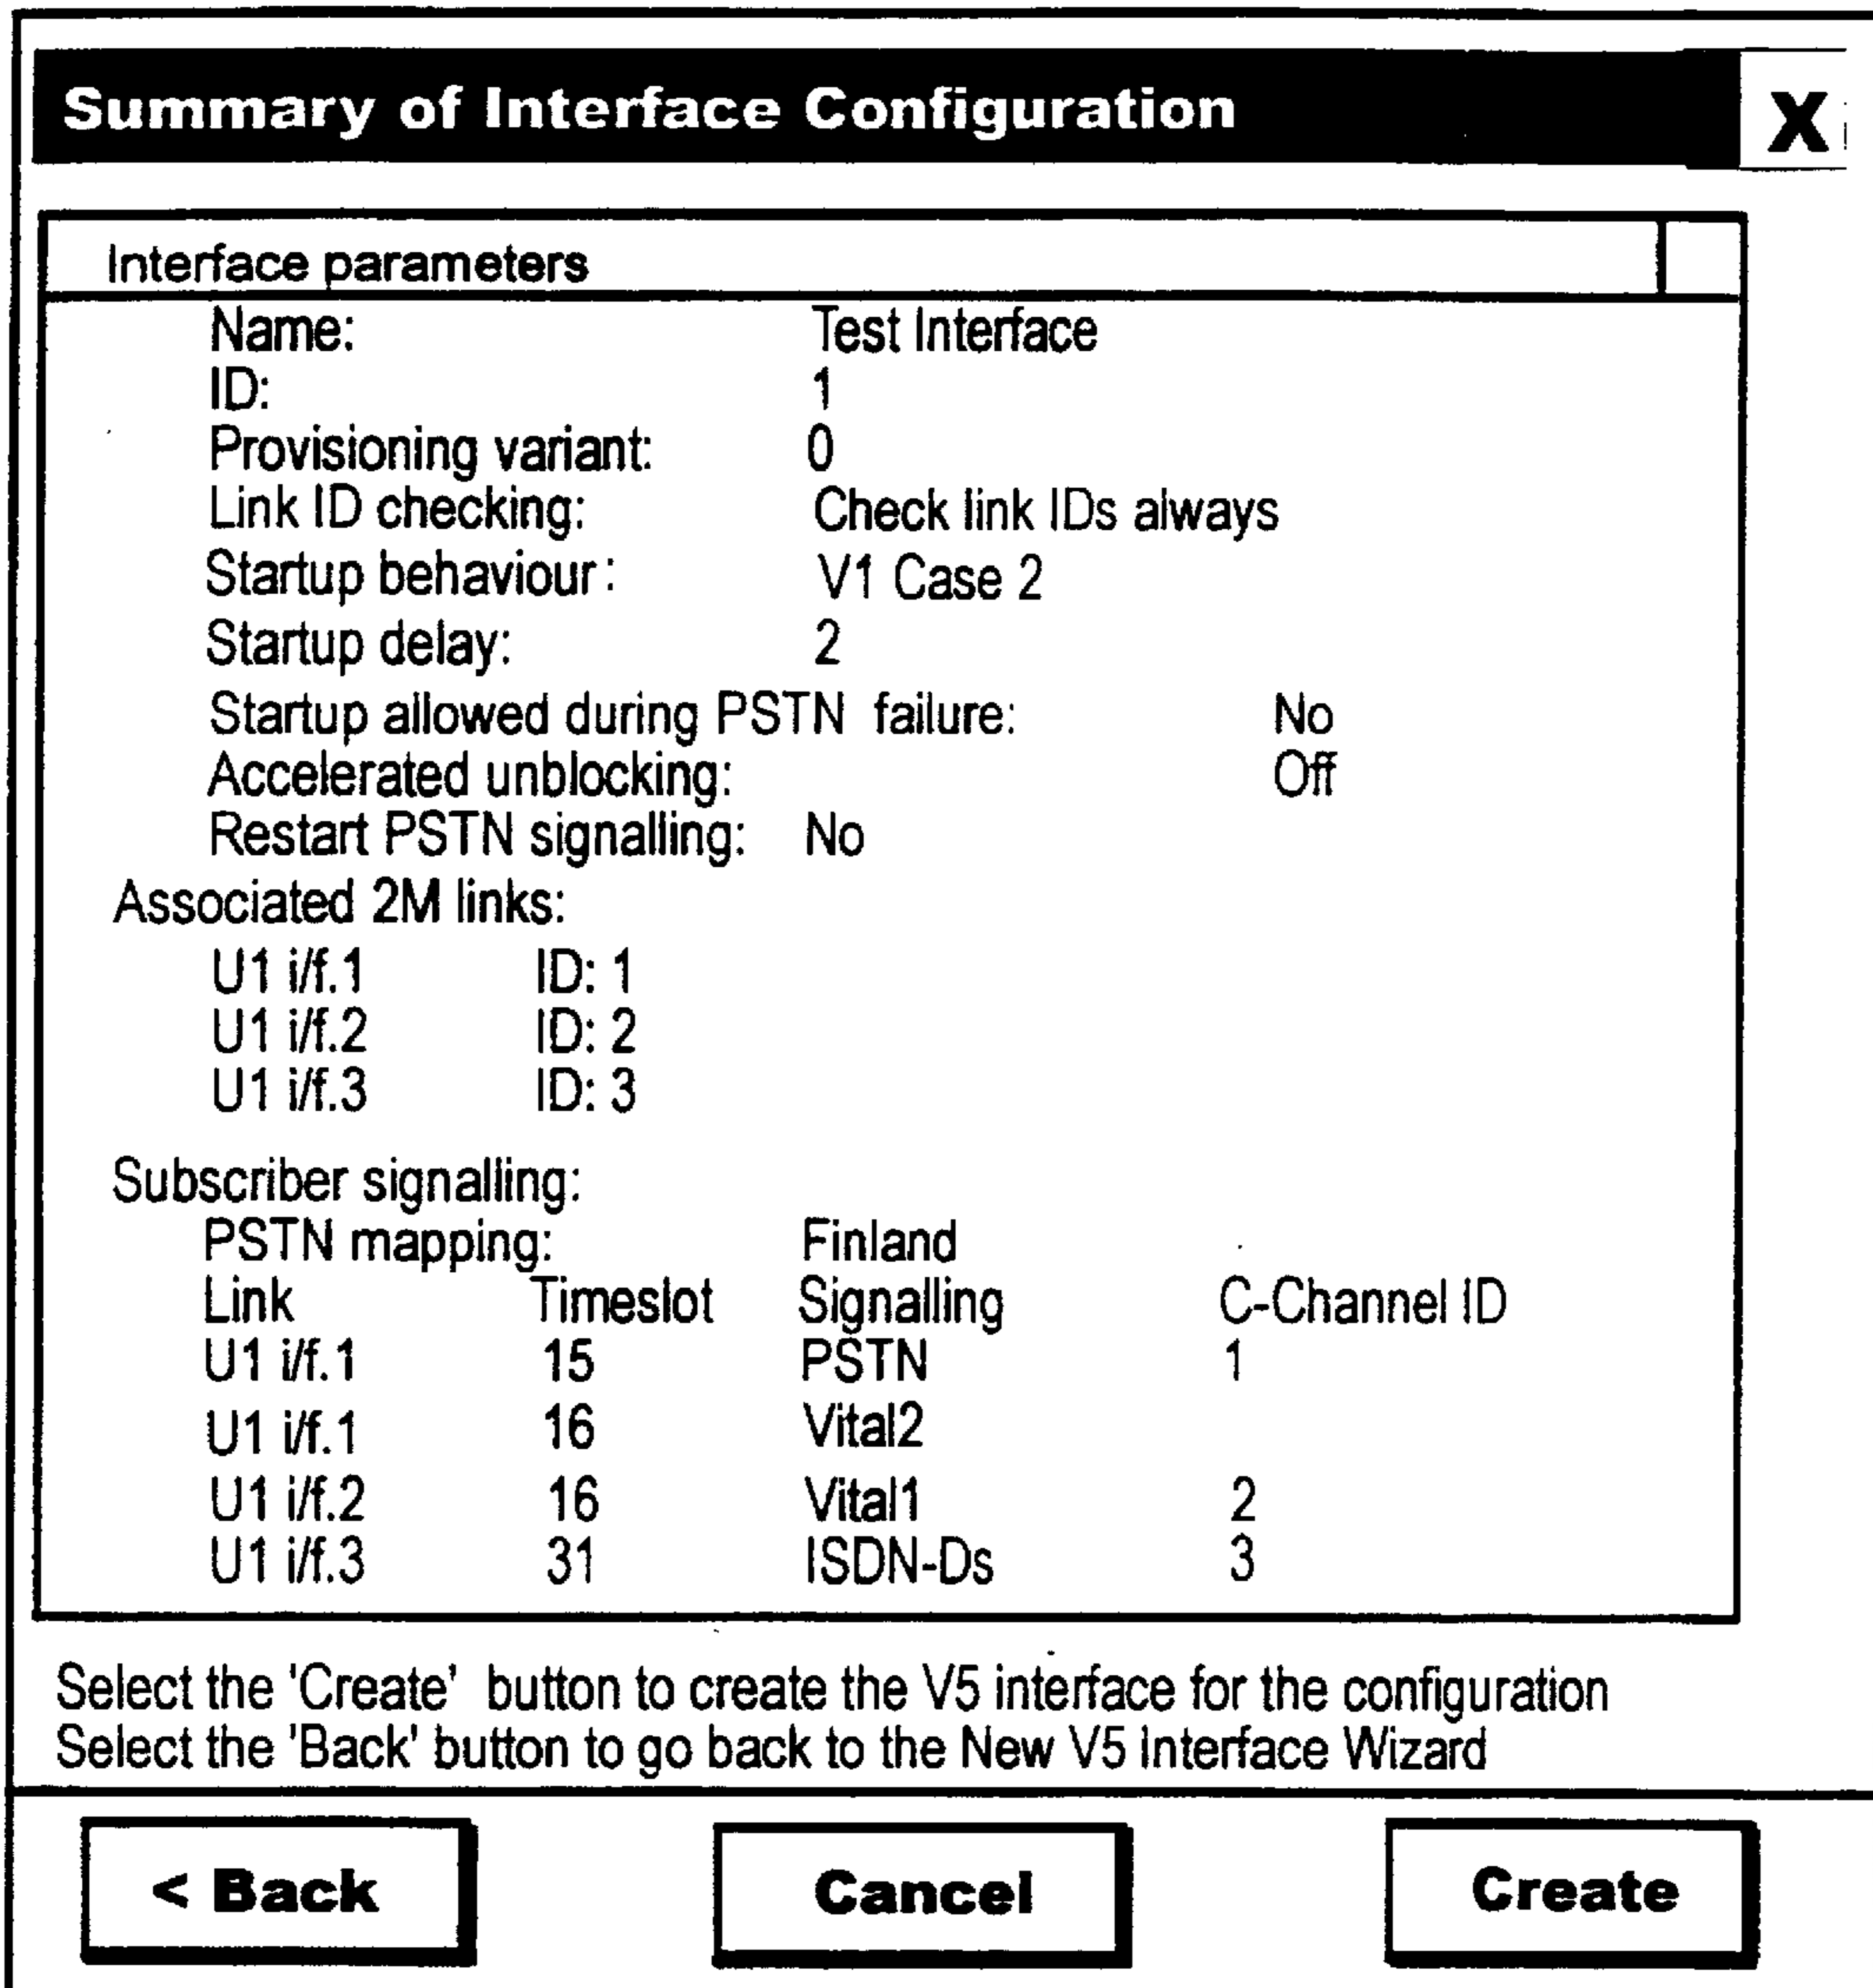 Summary of Interface Configuration X
Interface parameters
Name: Test Interface
ID: 1
Provisioning variant: 0
Link ID checking: Check link IDs always
Startup behaviour: V1 Case 2
Startup delay: 2
Startup allowed during PSTN failure: No
Accelerated unblocking: Off
Restart PSTN signalling: No
Associated 2M links:
U1 i/f.1 ID: 1
U1 i/f.2 ID: 2
U1 i/f.3 ID: 3
Subscriber signalling:
PSTN mapping: Finland
Link Timeslot Signalling C-Channel ID
U1 i/f.1 15 PSTN 1
U1 i/f.1 16 Vital2
U1 i/f.2 16 Vital1 2
U1 i/f.3 31 ISDN-Ds 3
Select the 'Create' button to create the V5 interface for the configuration
Select the 'Back' button to go back to the New V5 Interface Wizard
< Back Cancel Create